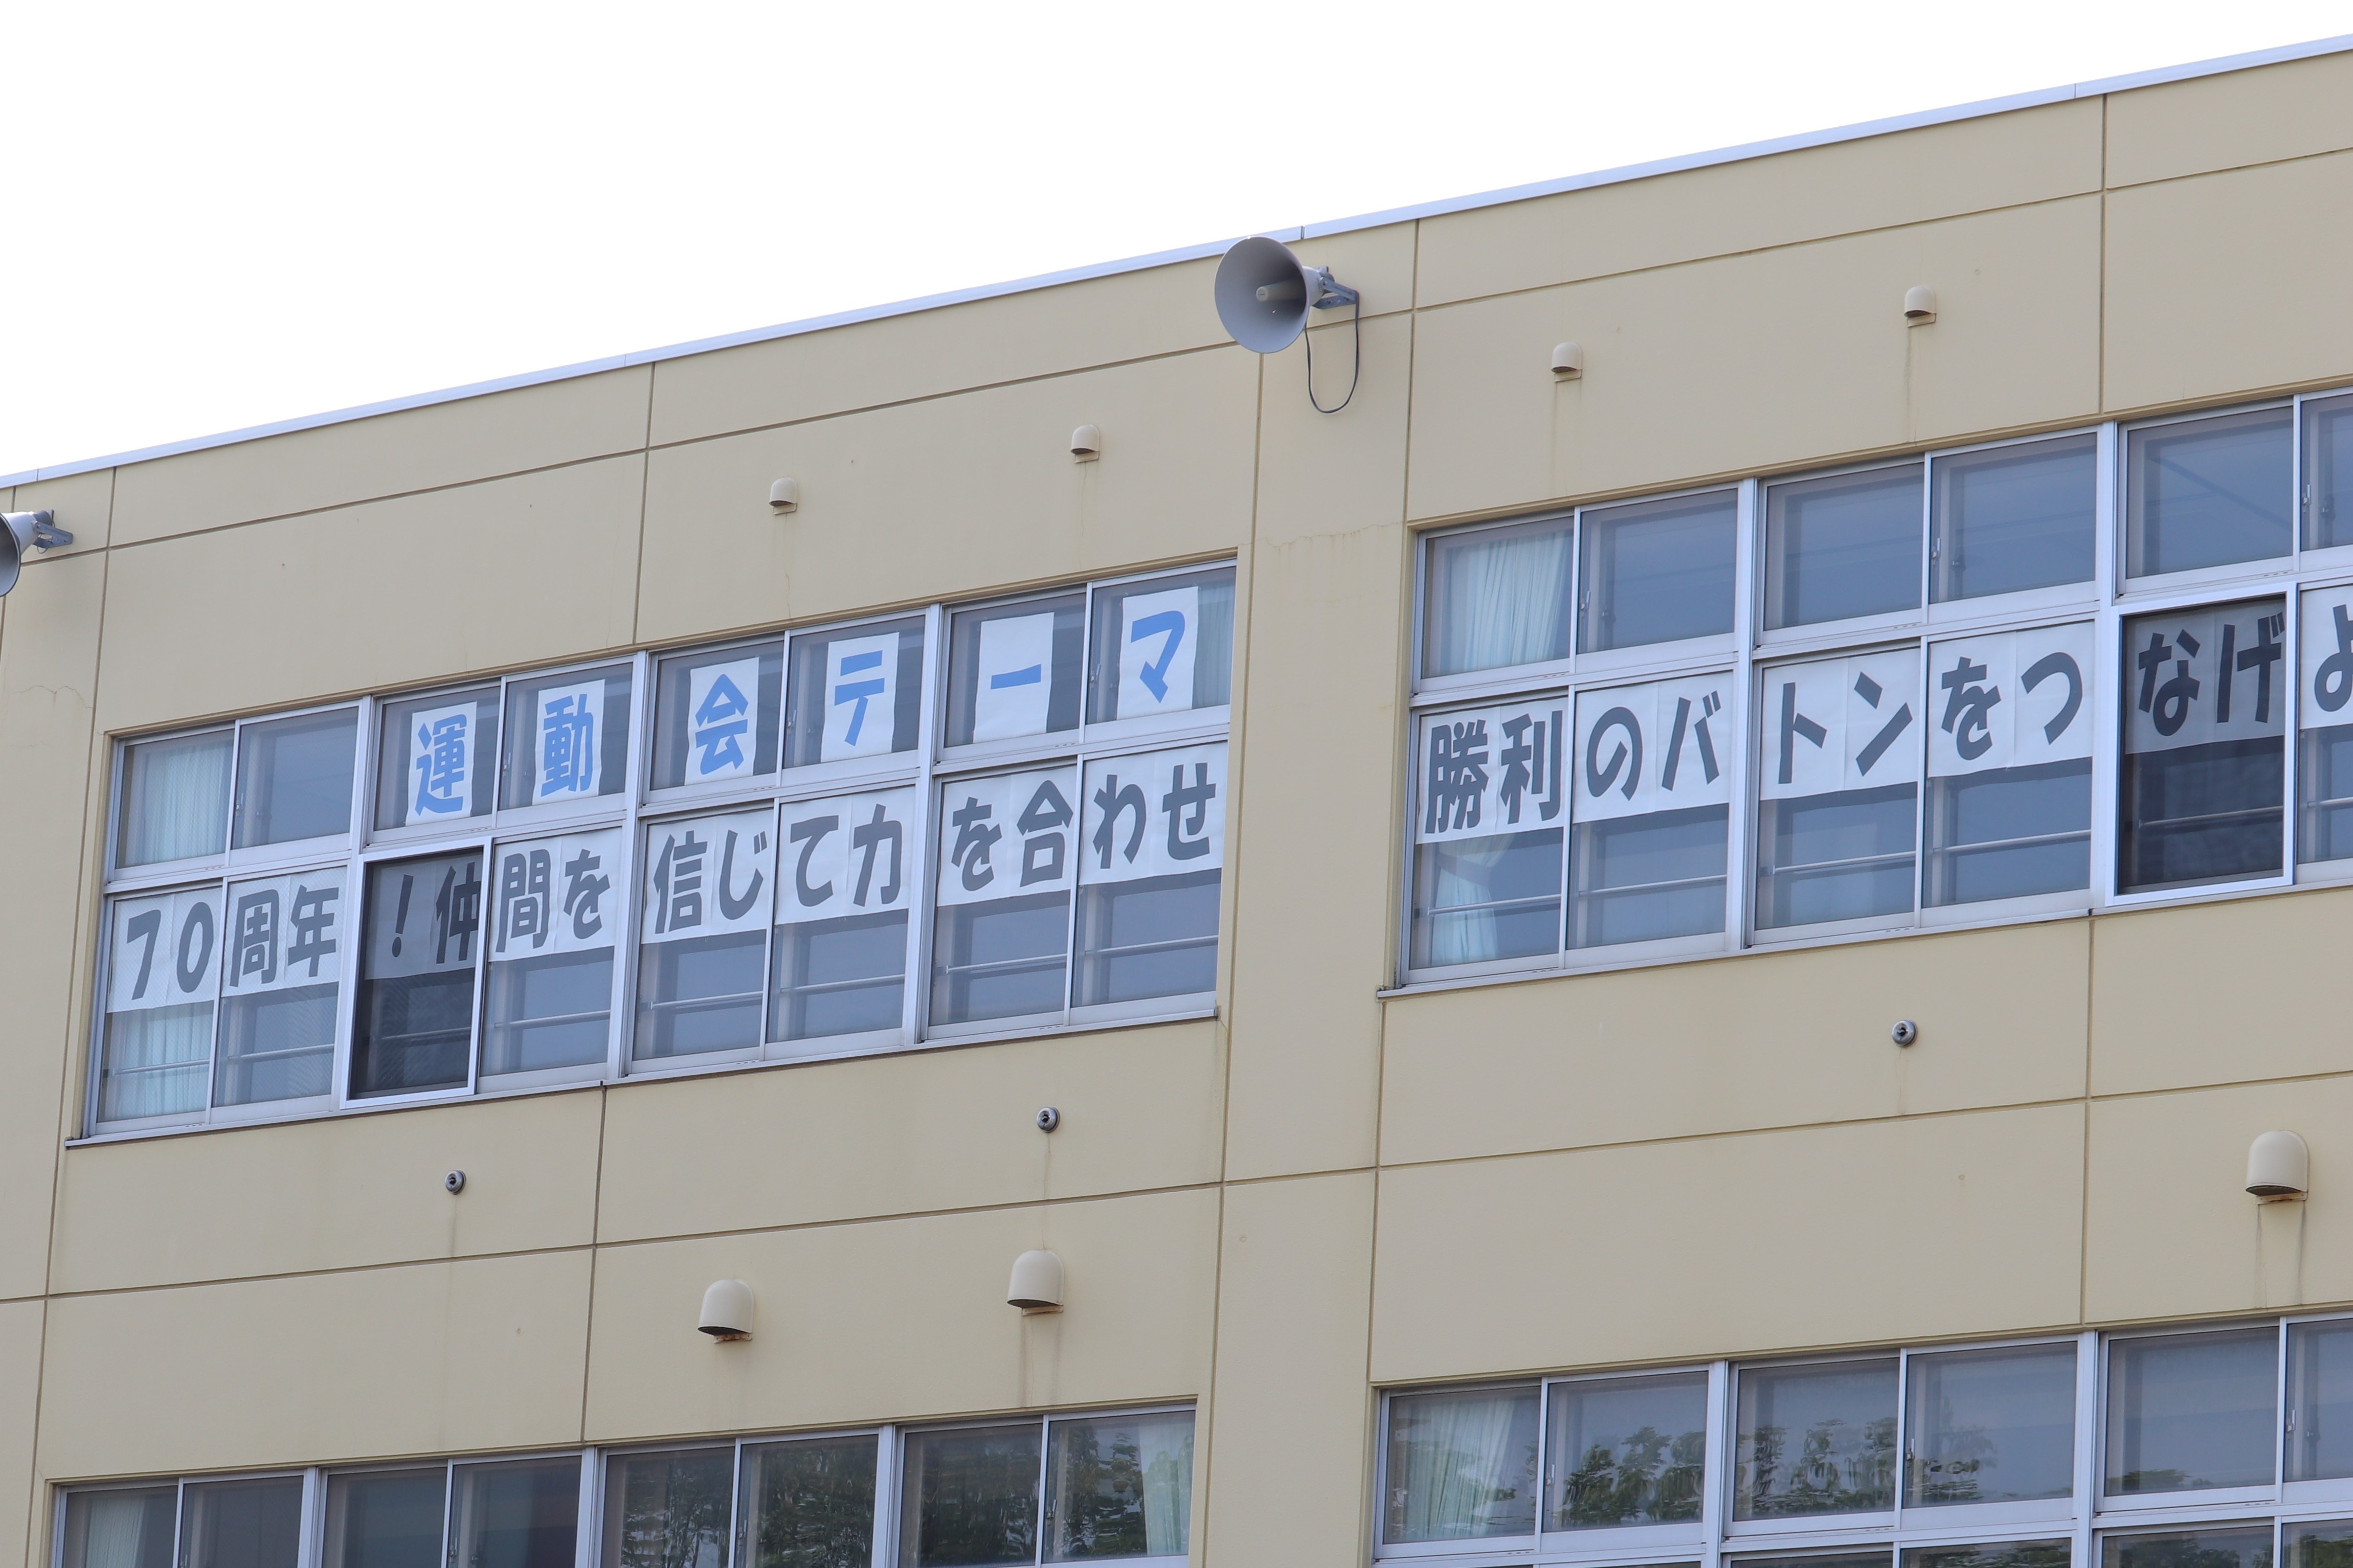 運動会テーマ
70周年!仲間を信じて力を合わせ
勝利のバトンをつなげよ